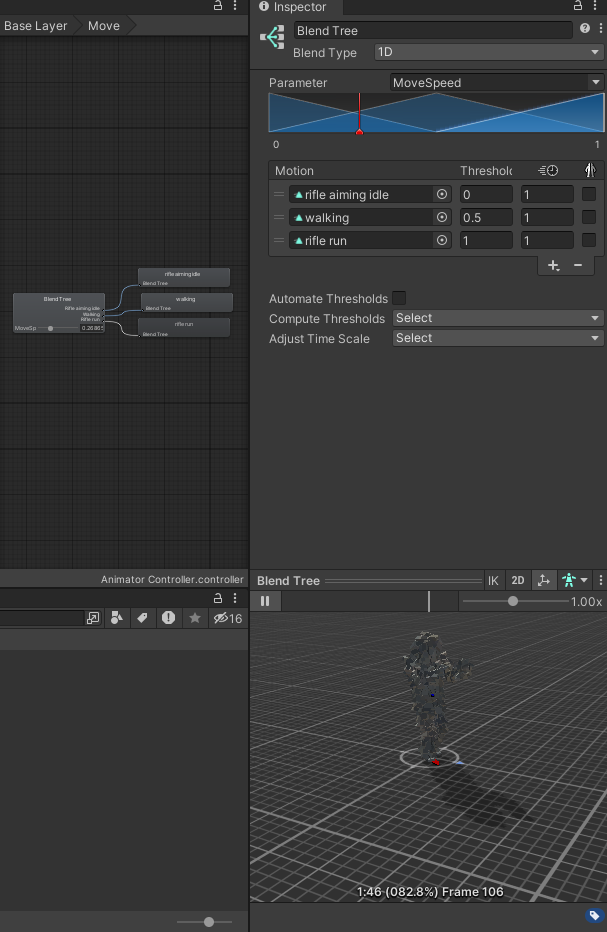 Inspector
Base Layer
Move
Blend Tree
Blend Type
1D
Parameter
MoveSpeed
0
1
Motion
Threshold
rifle aiming idle
0
1
walking
0.5
1
rifle run
1
1
+
−
Automate Thresholds
Compute Thresholds
Select
Adjust Time Scale
Select
Blend Tree
Rifle aiming idle
Walking
Rifle run
MoveSp
rifle aiming idle
Blend Tree
walking
Blend Tree
rifle run
Blend Tree
Animator Controller.controller
16
Blend Tree
IK
2D
1.00x
1:46 (082.8%) Frame 106